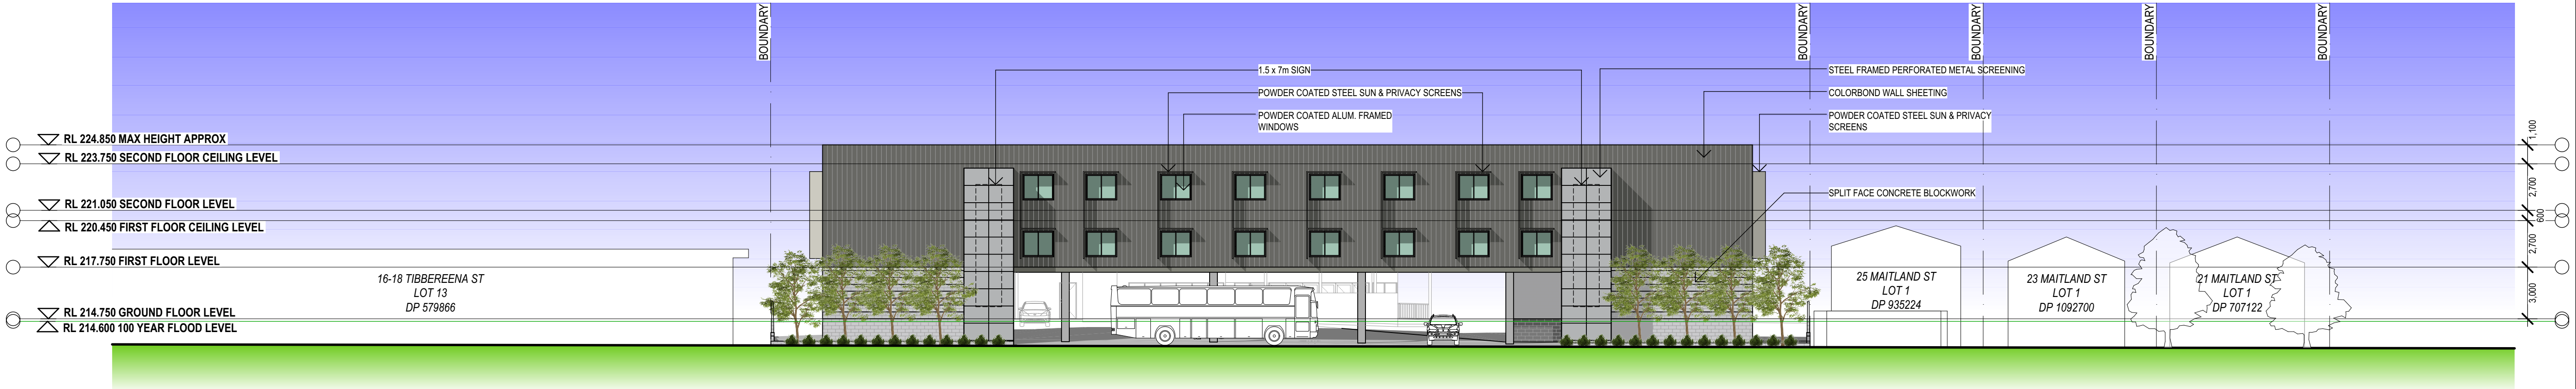 BOUNDARY
BOUNDARY
BOUNDARY
BOUNDARY
BOUNDARY
1.5 x 7m SIGN
STEEL FRAMED PERFORATED METAL SCREENING
POWDER COATED STEEL SUN & PRIVACY SCREENS
COLORBOND WALL SHEETING
POWDER COATED ALUM. FRAMED
WINDOWS
POWDER COATED STEEL SUN & PRIVACY
SCREENS
RL 224.850 MAX HEIGHT APPROX
RL 223.750 SECOND FLOOR CEILING LEVEL
RL 221.050 SECOND FLOOR LEVEL
RL 220.450 FIRST FLOOR CEILING LEVEL
RL 217.750 FIRST FLOOR LEVEL
RL 214.750 GROUND FLOOR LEVEL
RL 214.600 100 YEAR FLOOD LEVEL
SPLIT FACE CONCRETE BLOCKWORK
16-18 TIBBEREENA ST
LOT 13
DP 579866
25 MAITLAND ST
LOT 1
DP 935224
23 MAITLAND ST
LOT 1
DP 1092700
21 MAITLAND ST
LOT 1
DP 707122
1,100
2,700
600
2,700
3,000